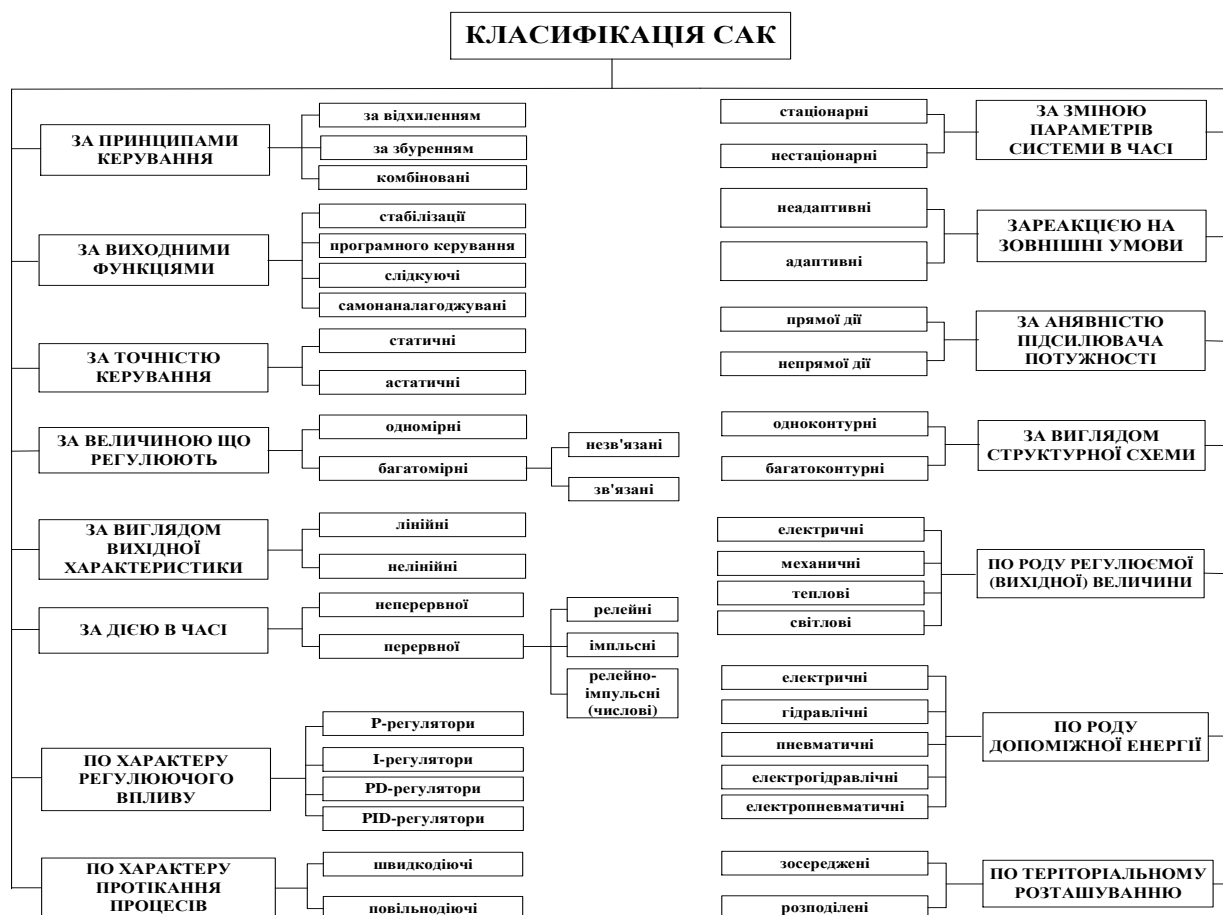 КЛАСИФІКАЦІЯ САК
ЗА ПРИНЦИПАМИ
КЕРУВАННЯ
за відхиленням
за збуренням
комбіновані
ЗА ВИХОДНИМИ
ФУНКЦІЯМИ
стабілізації
програмного керування
слідкуючі
самонаналагоджувані
ЗА ТОЧНІСТЮ
КЕРУВАННЯ
статичні
астатичні
ЗА ВЕЛИЧИНОЮ ЩО
РЕГУЛЮЮТЬ
одномірні
багатомірні
незв'язані
зв'язані
ЗА ВИГЛЯДОМ
ВИХІДНОЇ
ХАРАКТЕРИСТИКИ
лінійні
нелінійні
ЗА ДІЄЮ В ЧАСІ
неперервної
перервної
релейні
імпльсні
релейно-
імпульсні
(числові)
ПО ХАРАКТЕРУ
РЕГУЛЮЮЧОГО
ВПЛИВУ
P-регулятори
I-регулятори
PD-регулятори
PID-регулятори
ПО ХАРАКТЕРУ
ПРОТІКАННЯ
ПРОЦЕСІВ
швидкодіючі
повільнодіючі
стаціонарні
нестаціонарні
ЗА ЗМІНОЮ
ПАРАМЕТРІВ
СИСТЕМИ В ЧАСІ
неадаптивні
адаптивні
ЗАРЕАКЦІЄЮ НА
ЗОВНІШНІ УМОВИ
прямої дії
непрямої дії
ЗА АНЯВНІСТЮ
ПІДСИЛЮВАЧА
ПОТУЖНОСТІ
одноконтурні
багатоконтурні
ЗА ВИГЛЯДОМ
СТРУКТУРНОЇ СХЕМИ
електричні
механичні
теплові
світлові
ПО РОДУ РЕГУЛЮЄМОЇ
(ВИХІДНОЇ) ВЕЛИЧИНИ
електричні
гідравлічні
пневматичні
електрогідравлічні
електропневматичні
ПО РОДУ
ДОПОМІЖНОЇ ЕНЕРГІЇ
зосереджені
розподілені
ПО ТЕРІТОРІАЛЬНОМУ
РОЗТАШУВАННЮ